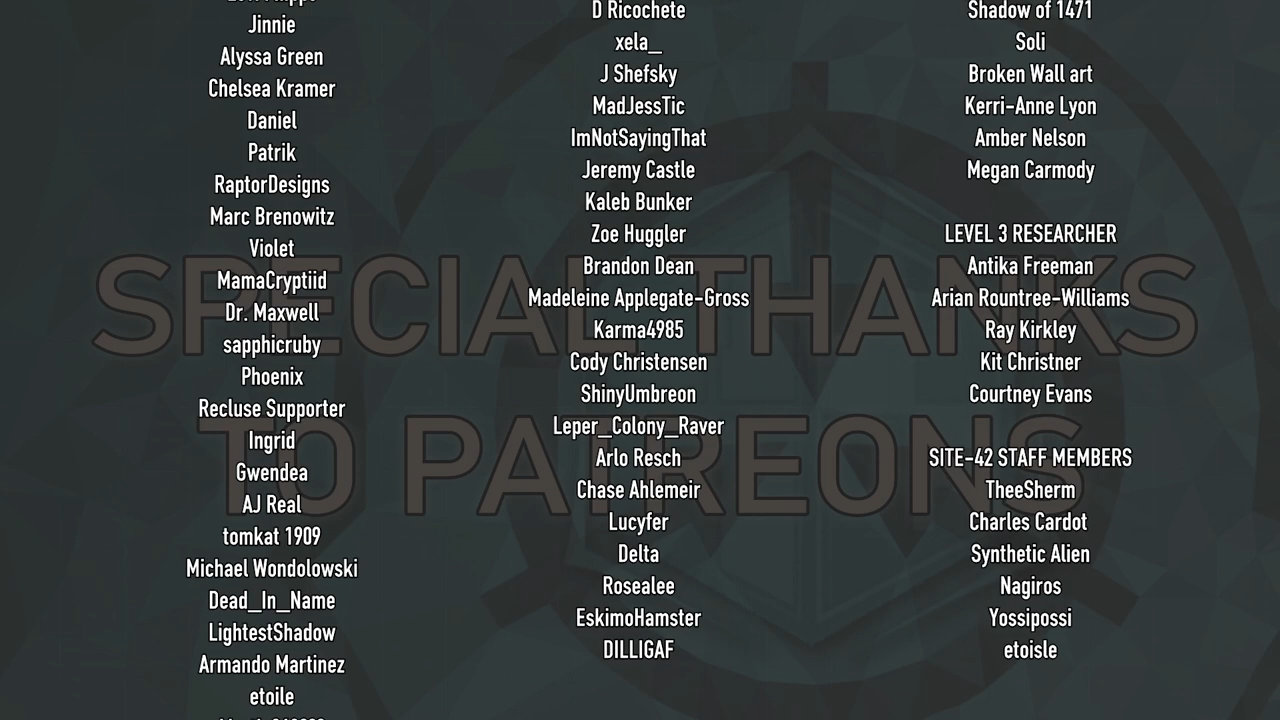 Jinnie
Alyssa Green
Chelsea Kramer
Daniel
Patrik
RaptorDesigns
Marc Brenowitz
Violet
MamaCryptiid
Dr. Maxwell
sapphicruby
Phoenix
Recluse Supporter
Ingrid
Gwendea
AJ Real
tomkat 1909
Michael Wondolowski
Dead_In_Name
LightestShadow
Armando Martinez
etoile
D Ricochete
xela_
J Shefsky
MadJessTic
ImNotSayingThat
Jeremy Castle
Kaleb Bunker
Zoe Huggler
Brandon Dean
Madeleine Applegate-Gross
Karma4985
Cody Christensen
ShinyUmbreon
Leper_Colony_Raver
Arlo Resch
Chase Ahlemeir
Lucyfer
Delta
Rosealee
EskimoHamster
DILLIGAF
Shadow of 1471
Soli
Broken Wall art
Kerri-Anne Lyon
Amber Nelson
Megan Carmody
LEVEL 3 RESEARCHER
Antika Freeman
Arian Rountree-Williams
Ray Kirkley
Kit Christner
Courtney Evans
SITE-42 STAFF MEMBERS
TheeSherm
Charles Cardot
Synthetic Alien
Nagiros
Yossipossi
etoisle
SPECIAL THANKS
TO PATREONS